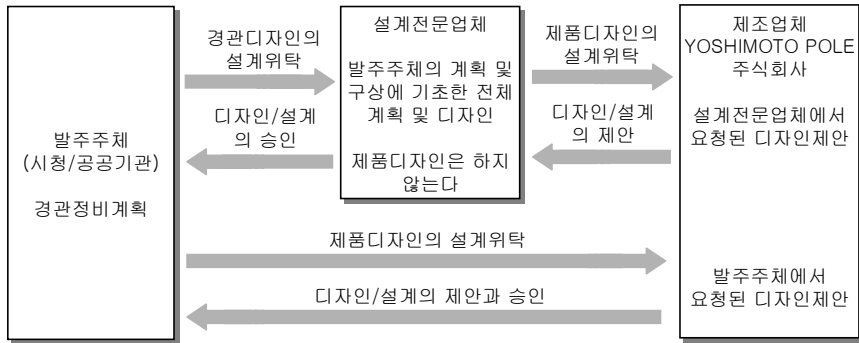 발주주체
(시청/공공기관)
경관정비계획
경관디자인의
설계위탁
디자인/설계
의 승인
설계전문업체
발주주체의 계획 및
구상에 기초한 전체
계획 및 디자인
제품디자인은 하지
않는다
제품디자인의
설계위탁
디자인/설계
의 제안
제조업체
YOSHIMOTO POLE
주식회사
설계전문업체에서
요청된 디자인제안
제품디자인의 설계위탁
디자인/설계의 제안과 승인
발주주체에서
요청된 디자인제안